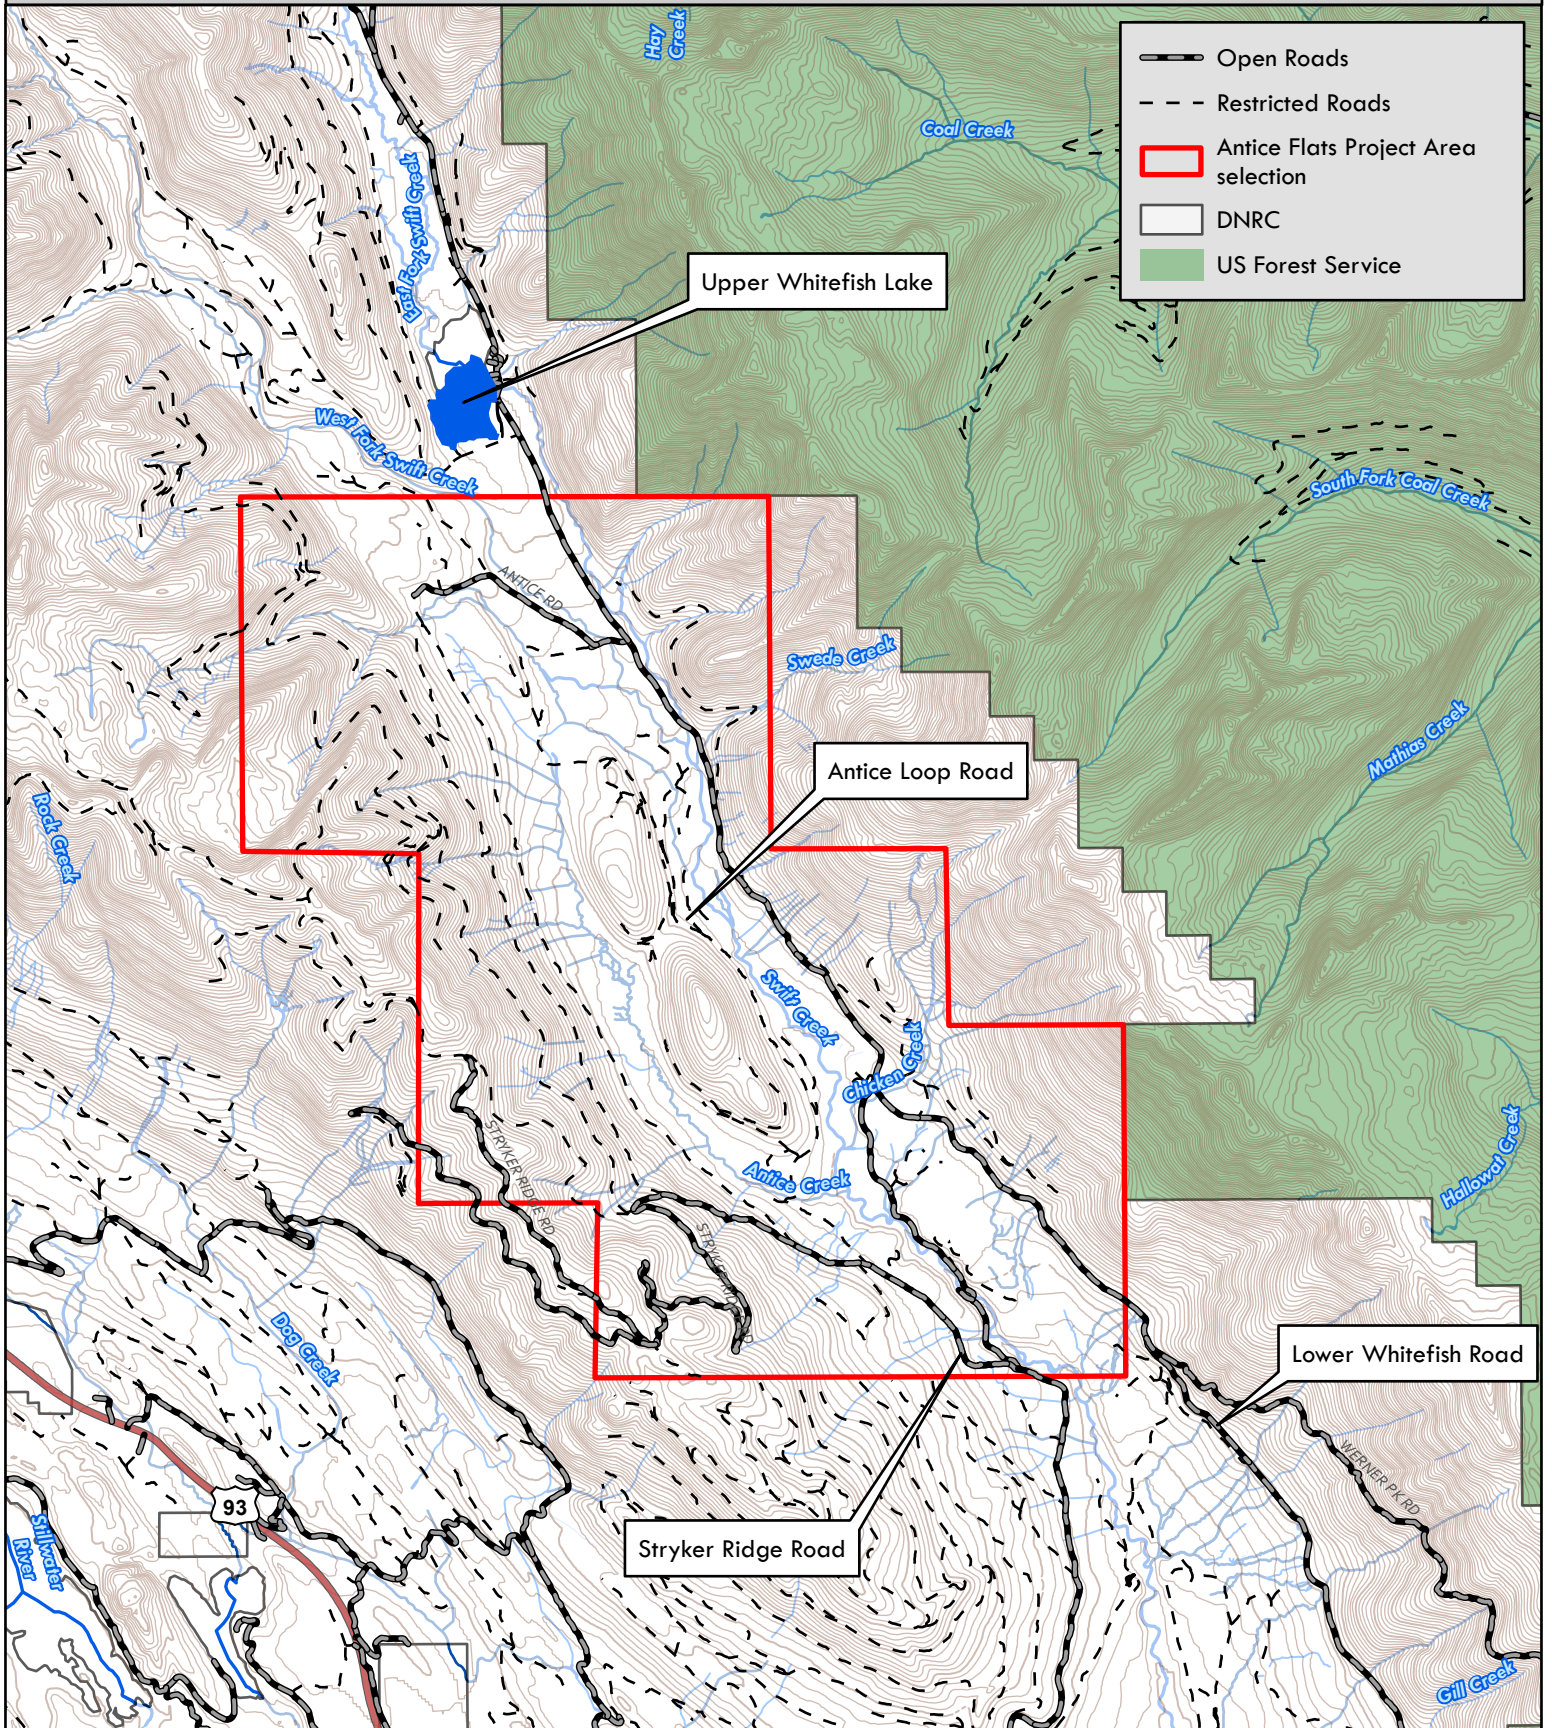 Hay
Creek
Open Roads
Restricted Roads
Antice Flats Project Area
selection
DNRC
US Forest Service
Coal Creek
East Fork Swift Creek
Upper Whitefish Lake
West Fork Swift Creek
South Fork Coal Creek
ANTICE RD
Swede Creek
Mathias Creek
Antice Loop Road
Rock Creek
Swift Creek
Chicken Creek
STRYKER RIDGE RD
Antice Creek
Hallowat Creek
STRYKER RIDGE RD
Dog Creek
Lower Whitefish Road
WERNER PK RD
93
Stillwater
River
Stryker Ridge Road
Gill Creek